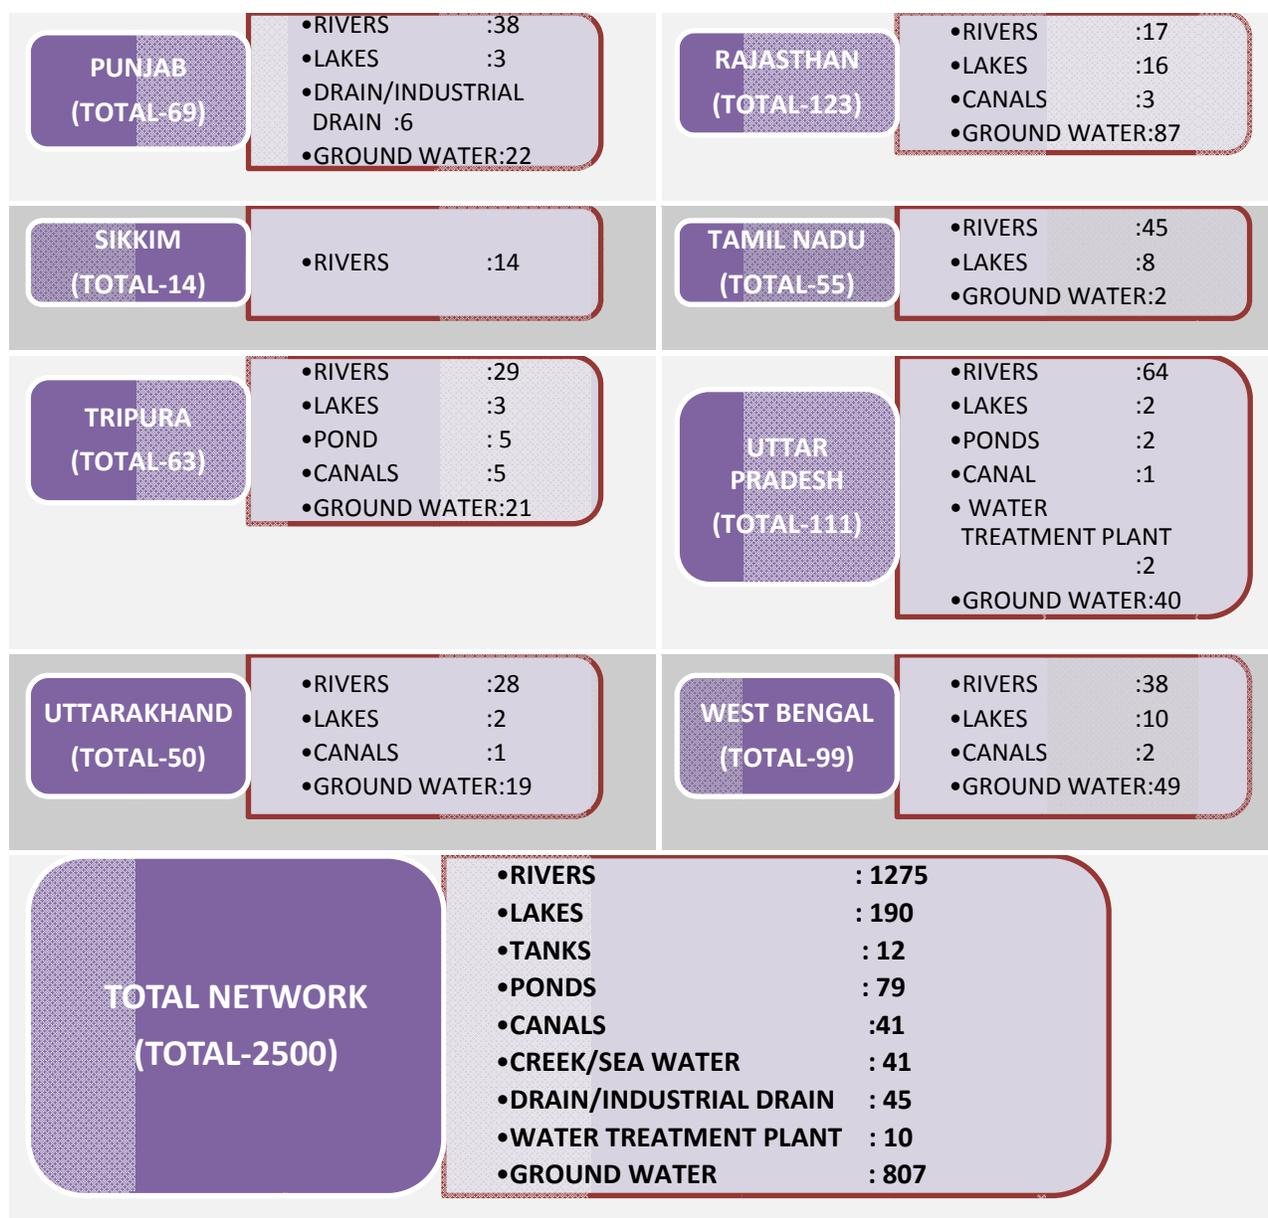 PUNJAB
(TOTAL-69)
•RIVERS :38
•LAKES :3
•DRAIN/INDUSTRIAL
DRAIN :6
•GROUND WATER:22
RAJASTHAN
(TOTAL-123)
•RIVERS :17
•LAKES :16
•CANALS :3
•GROUND WATER:87
SIKKIM
(TOTAL-14)
•RIVERS :14
TAMIL NADU
(TOTAL-55)
•RIVERS :45
•LAKES :8
•GROUND WATER:2
TRIPURA
(TOTAL-63)
•RIVERS :29
•LAKES :3
•POND : 5
•CANALS :5
•GROUND WATER:21
UTTAR
PRADESH
(TOTAL-111)
•RIVERS :64
•LAKES :2
•PONDS :2
•CANAL :1
• WATER
TREATMENT PLANT
:2
•GROUND WATER:40
UTTARAKHAND
(TOTAL-50)
•RIVERS :28
•LAKES :2
•CANALS :1
•GROUND WATER:19
WEST BENGAL
(TOTAL-99)
•RIVERS :38
•LAKES :10
•CANALS :2
•GROUND WATER:49
TOTAL NETWORK
(TOTAL-2500)
•RIVERS : 1275
•LAKES : 190
•TANKS : 12
•PONDS : 79
•CANALS :41
•CREEK/SEA WATER : 41
•DRAIN/INDUSTRIAL DRAIN : 45
•WATER TREATMENT PLANT : 10
•GROUND WATER : 807